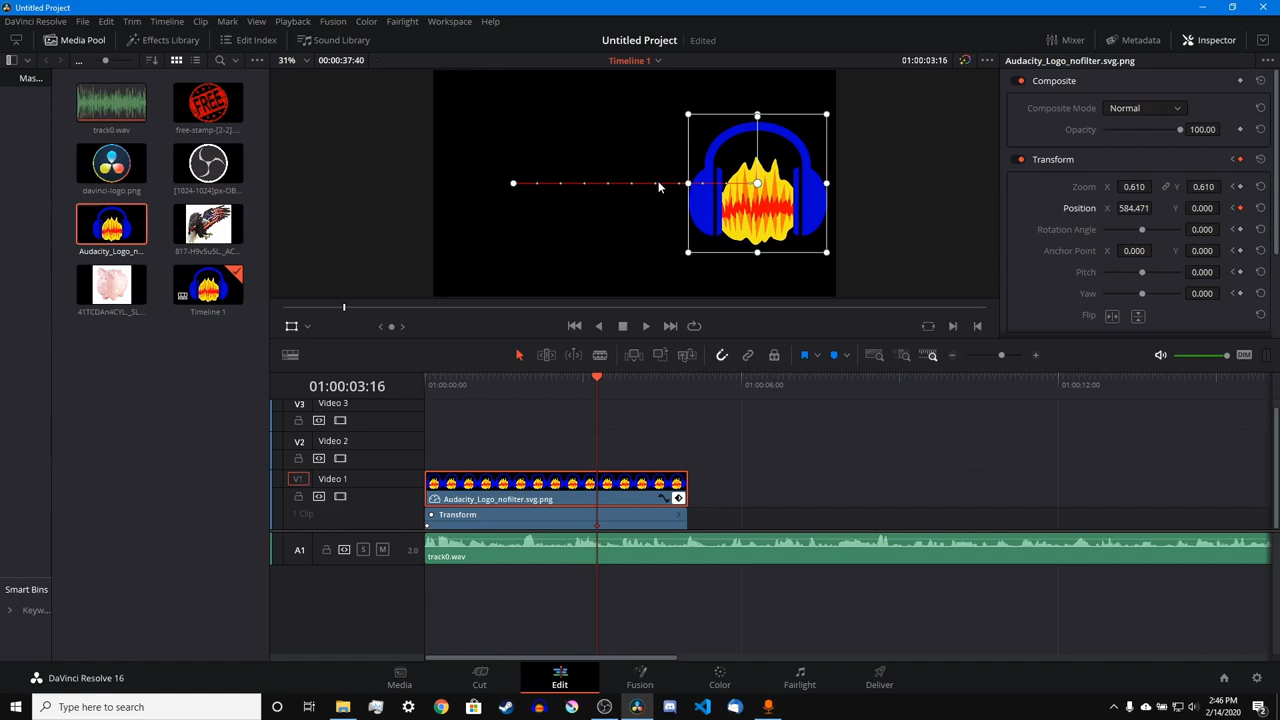 Untitled Project
DaVinci Resolve File Edit Trim Timeline Clip Mark View Playback Fusion Color Fairlight Workspace Help
Media Pool Effects Library Edit Index Sound Library Untitled Project Edited Mixer Metadata Inspector
... 31% 00:00:37:40 Timeline 1 01:00:03:16 Audacity_Logo_nofilter.svg.png
Mas...
Composite
Composite Mode Normal
Opacity 100.00
track0.wav free-stamp-[2-2]....
Transform
davinci-logo.png [1024-1024]px-OB...
Zoom X 0.610 Y 0.610
Position X 584.471 Y 0.000
Rotation Angle 0.000
Audacity_Logo_n... 817-H9v5u5L._AC...
Anchor Point X 0.000 Y 0.000
Pitch 0.000
Yaw 0.000
41TCDAn4CYL._SL... Timeline 1
Flip
FREE
DIM
01:00:03:16 01:00:00:00 01:00:06:00 01:00:12:00
V3 Video 3
V2 Video 2
V1 V1 Video 1
Audacity_Logo_nofilter.svg.png
1 Clip Transform
A1 S M 2.0
track0.wav
Smart Bins
Keyw...
DaVinci Resolve 16 Media Cut Edit Fusion Color Fairlight Deliver
Type here to search
2:46 PM
2/14/2020